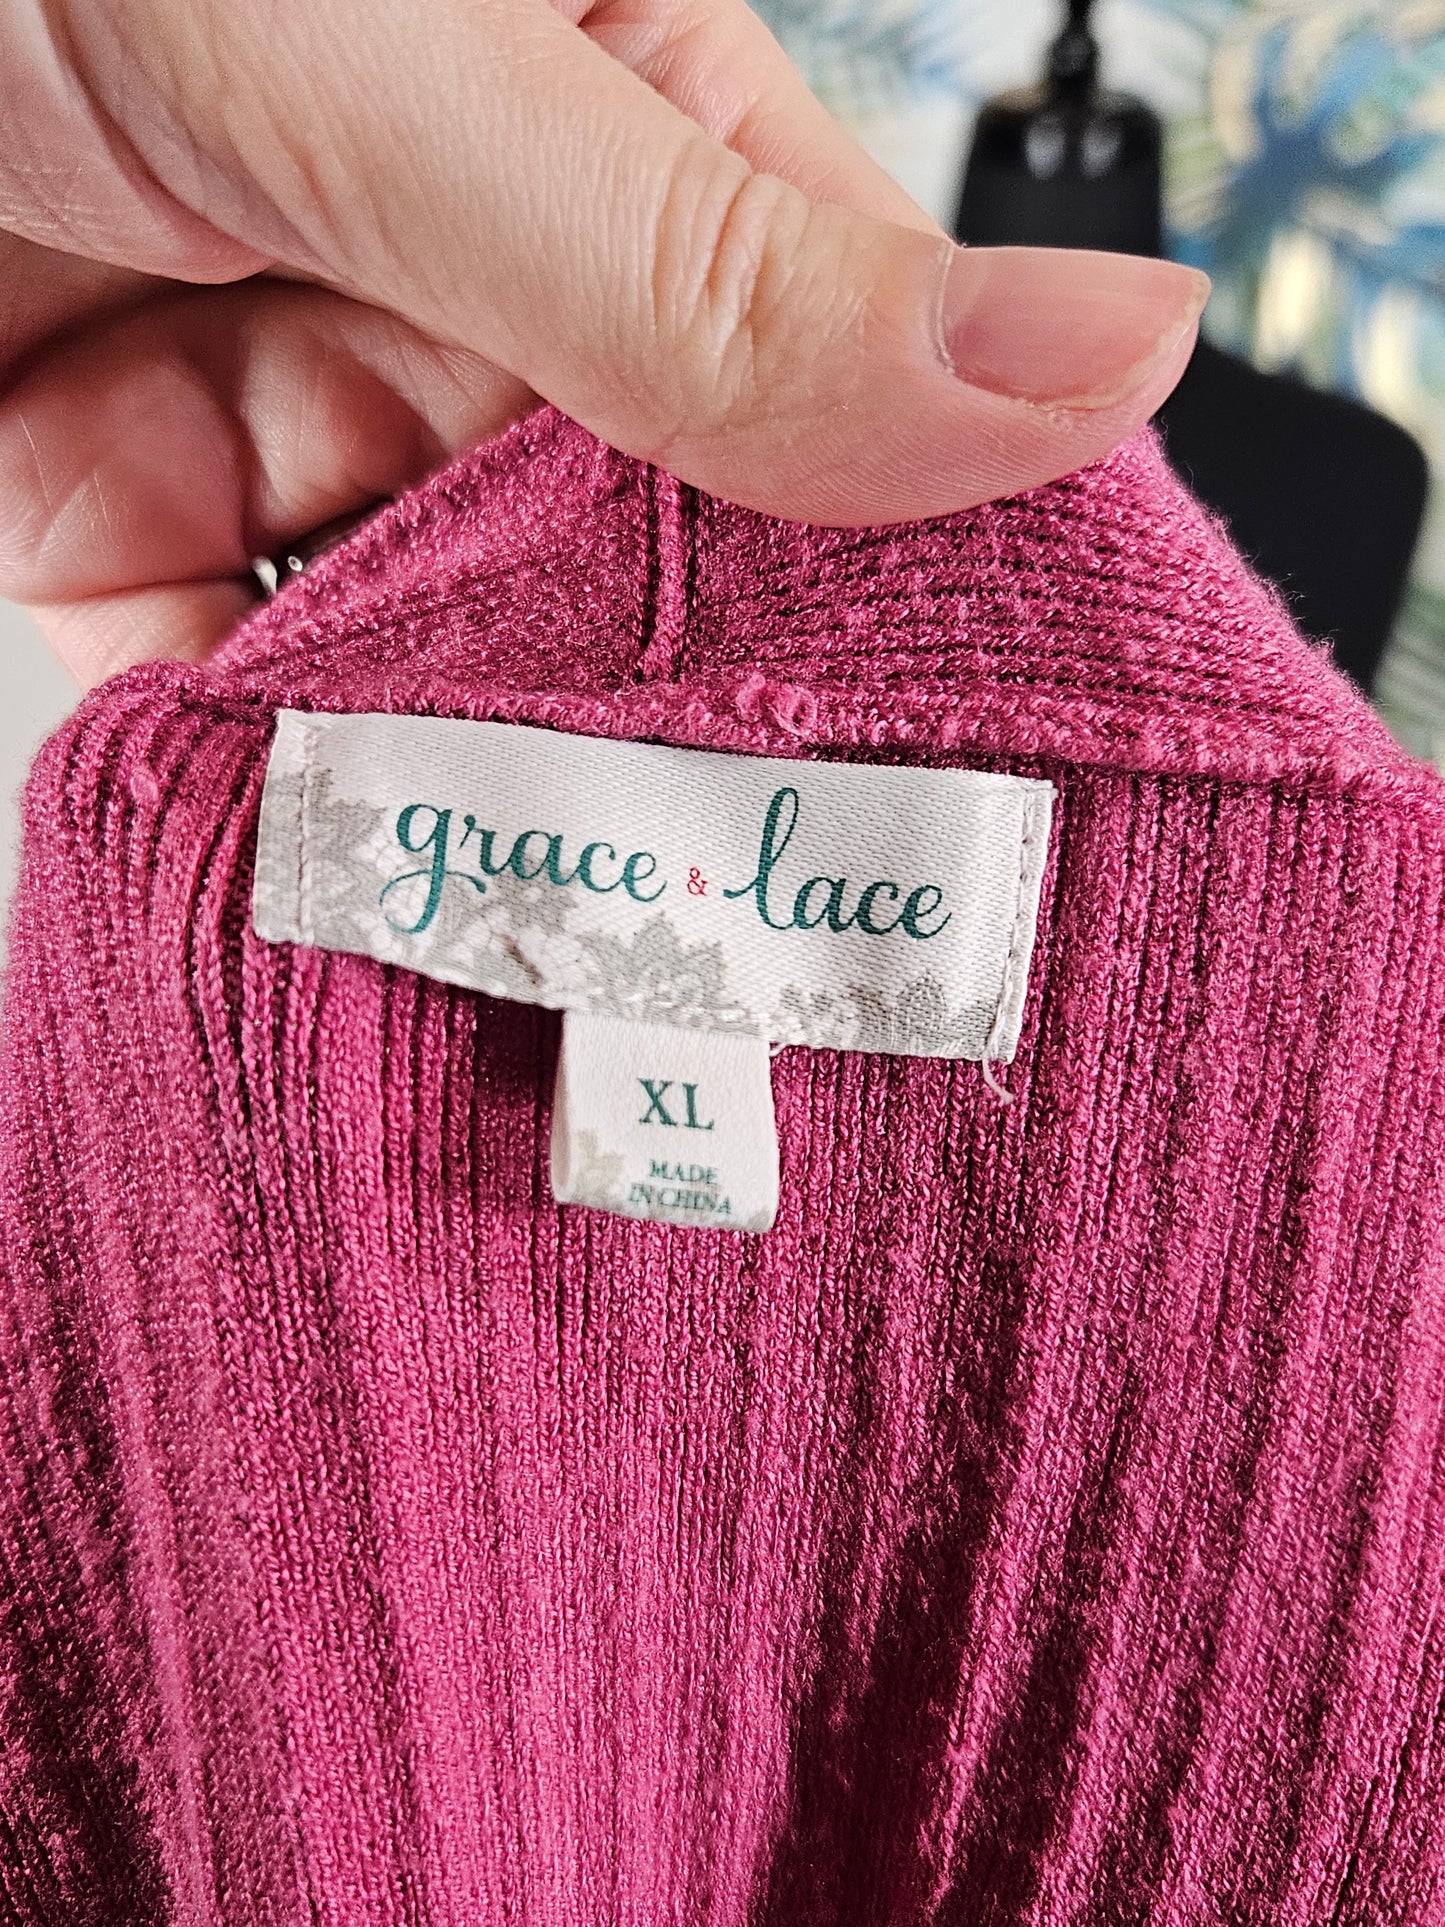 grace & lace
XL
MADE
IN CHINA